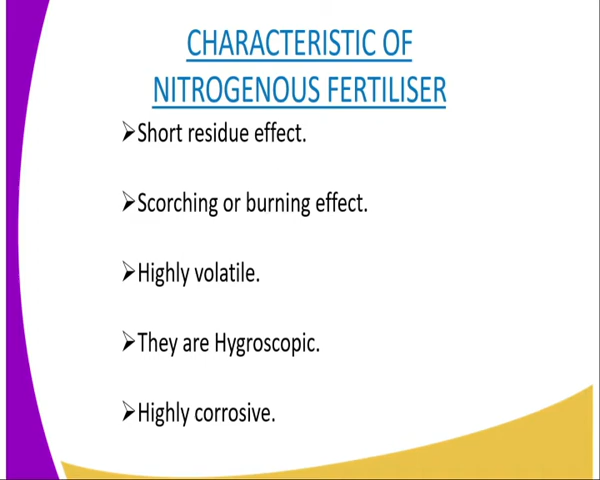 CHARACTERISTIC OF
NITROGENOUS FERTILISER
➢Short residue effect.
➢Scorching or burning effect.
➢Highly volatile.
➢They are Hygroscopic.
➢Highly corrosive.